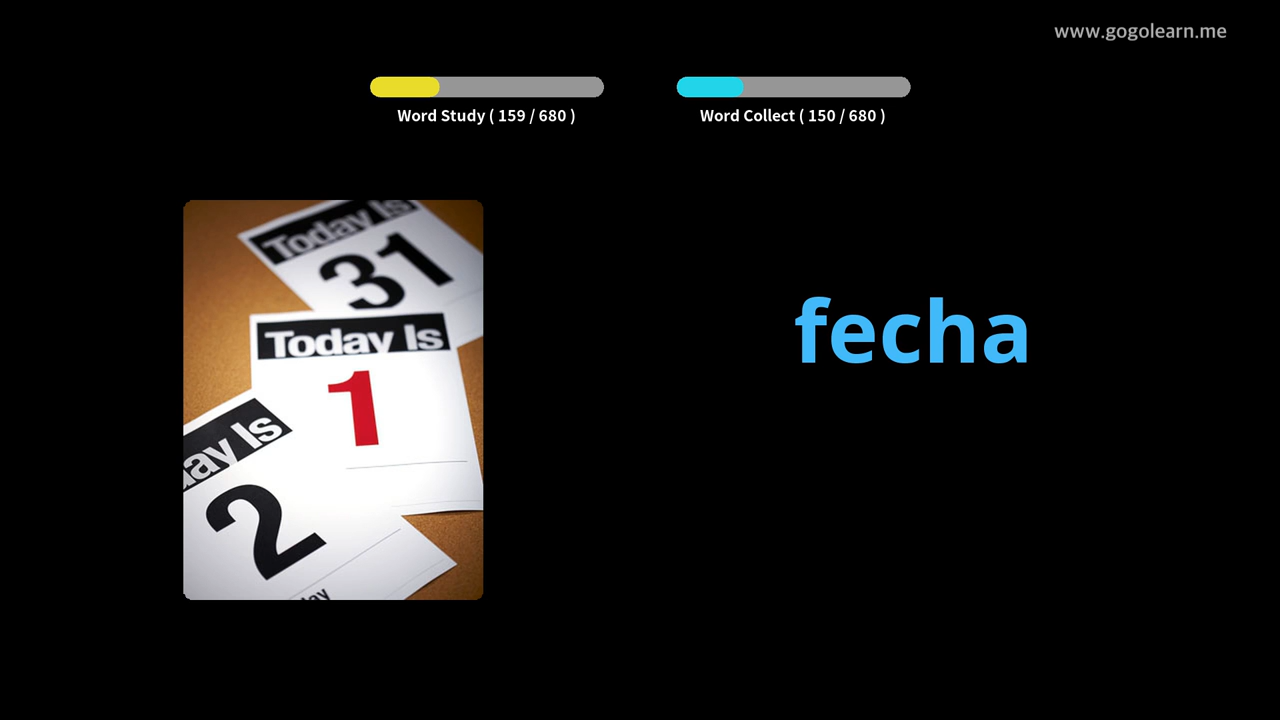 www.gogolearn.me
Word Study ( 159 / 680 )
Word Collect ( 150 / 680 )
Today Is
31
Today Is
1
day Is
2
fecha